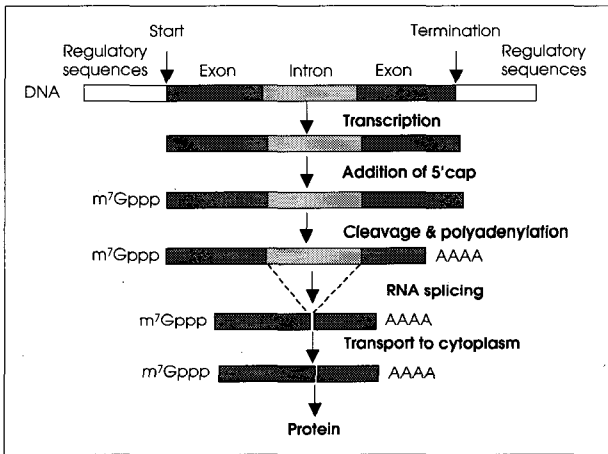 Start Termination
Regulatory sequences Exon Intron Exon Regulatory sequences
DNA
Transcription
Addition of 5'cap
m⁷Gppp
Cleavage & polyadenylation
m⁷Gppp AAAA
RNA splicing
m⁷Gppp AAAA
Transport to cytoplasm
m⁷Gppp AAAA
Protein